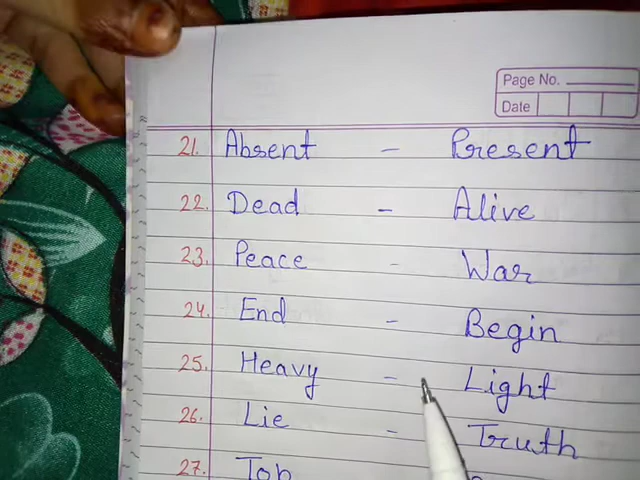 Page No.
Date
21. Absent - Present
22. Dead - Alive
23. Peace - War
24. End - Begin
25. Heavy - Light
26. Lie - Truth
27. Top